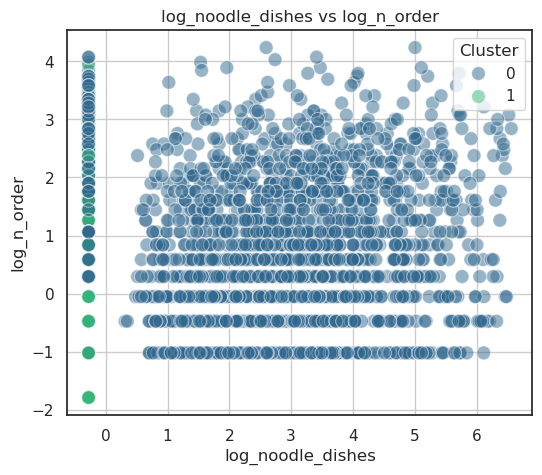 log_noodle_dishes vs log_n_order
Cluster
0
1
4
3
2
1
0
−1
−2
log_n_order
0 1 2 3 4 5 6
log_noodle_dishes